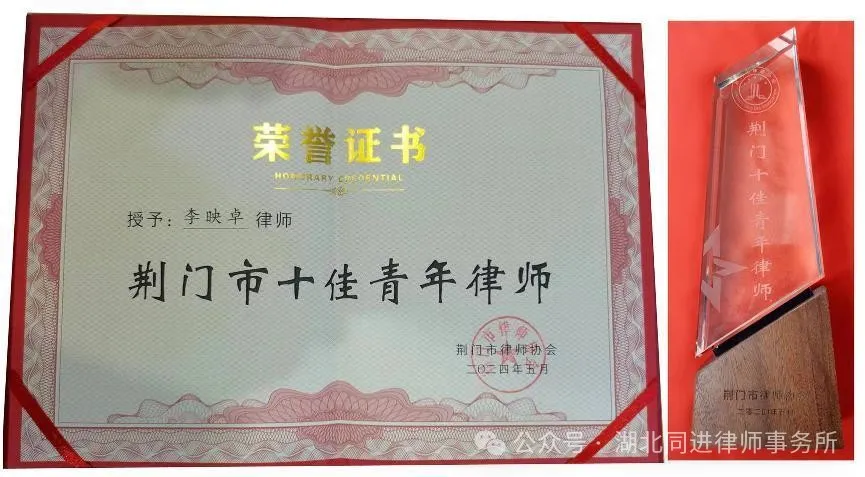 荣誉证书
HONORARY CREDENTIAL
授予：李映卓 律师
荆门市十佳青年律师
荆门市律师协会
二〇二四年五月
荆门十佳青年律师
荆门市律师
公众号 · 湖北同进律师事务所